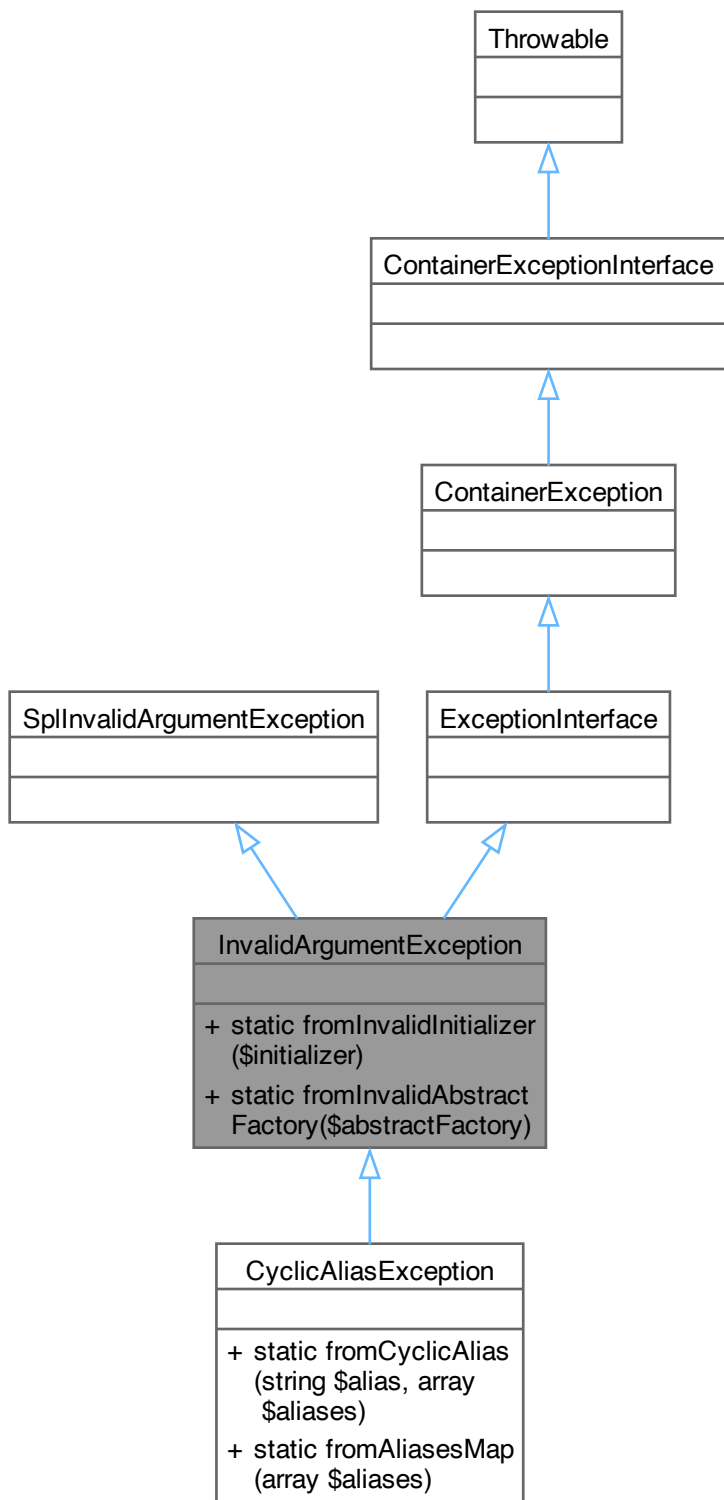 Throwable
ContainerExceptionInterface
ContainerException
SplInvalidArgumentException
ExceptionInterface
InvalidArgumentException
+ static fromInvalidInitializer
($initializer)
+ static fromInvalidAbstract
Factory($abstractFactory)
CyclicAliasException
+ static fromCyclicAlias
(string $alias, array
$aliases)
+ static fromAliasesMap
(array $aliases)